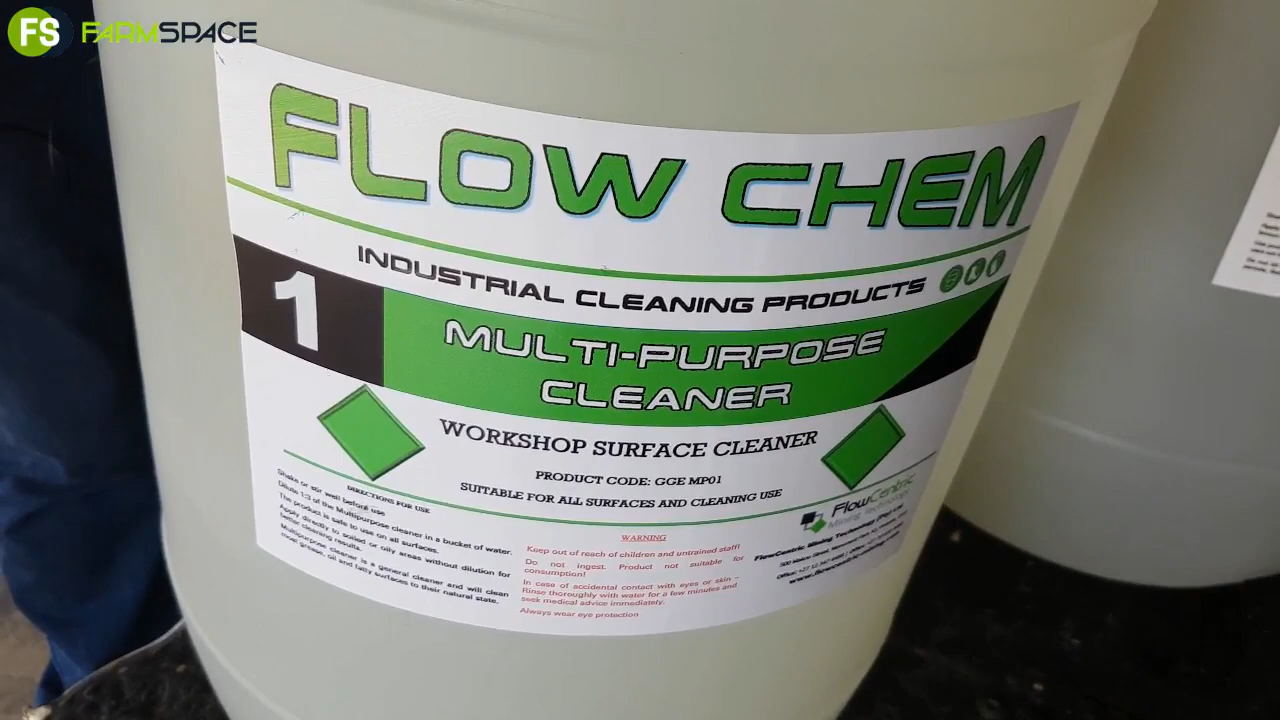 FS FARMSPACE
FLOW CHEM
INDUSTRIAL CLEANING PRODUCTS
1
MULTI-PURPOSE
CLEANER
WORKSHOP SURFACE CLEANER
PRODUCT CODE: GGE MP01
SUITABLE FOR ALL SURFACES AND CLEANING USE
DIRECTIONS FOR USE
Shake or stir well before use
Dilute 1:3 of the Multipurpose cleaner in a bucket of water.
The product is safe to use on all surfaces.
Apply directly to soiled or oily areas without dilution for
better cleaning results.
Multipurpose cleaner is a general cleaner and will clean
most grease, oil and fatty surfaces to their natural state.
WARNING
Keep out of reach of children and untrained staff!
Do not ingest. Product not suitable for
consumption!
In case of accidental contact with eyes or skin –
Rinse thoroughly with water for a few minutes and
seek medical advice immediately.
Always wear eye protection
FlowCentric
Mining Technology
FlowCentric Mining Technology (Pty) Ltd